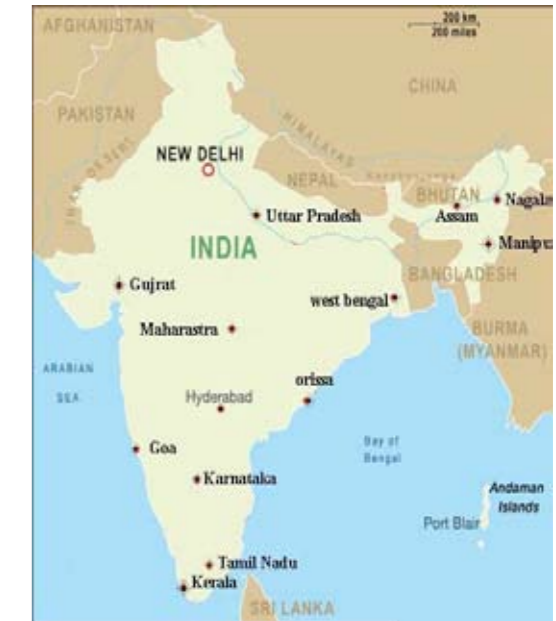 AFGHANISTAN
200 km
200 miles
CHINA
PAKISTAN
HIMALAYAS
THAR DESERT
NEW DELHI
NEPAL
BHUTAN
Assam
Uttar Pradesh
INDIA
BANGLADESH
Gujrat
west bengal
BURMA
(MYANMAR)
Maharastra
ARABIAN
SEA
orissa
Hyderabad
Bay of
Bengal
Goa
Karnataka
Andaman
Islands
Port Blair
Tamil Nadu
Kerala
SRI LANKA